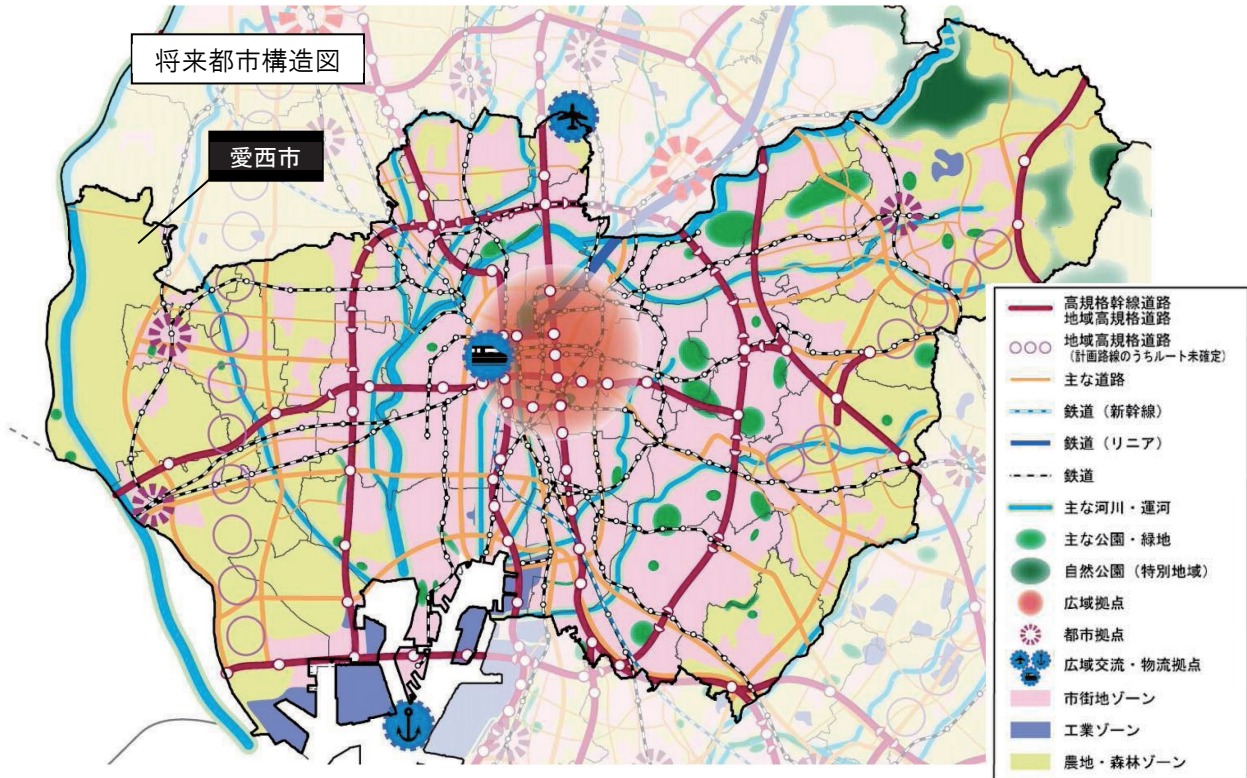 将来都市構造図
愛西市
高規格幹線道路
地域高規格道路
地域高規格道路
(計画路線のうちルート未確定)
主な道路
鉄道（新幹線）
鉄道（リニア）
鉄道
主な河川・運河
主な公園・緑地
自然公園（特別地域）
広域拠点
都市拠点
広域交流・物流拠点
市街地ゾーン
工業ゾーン
農地・森林ゾーン